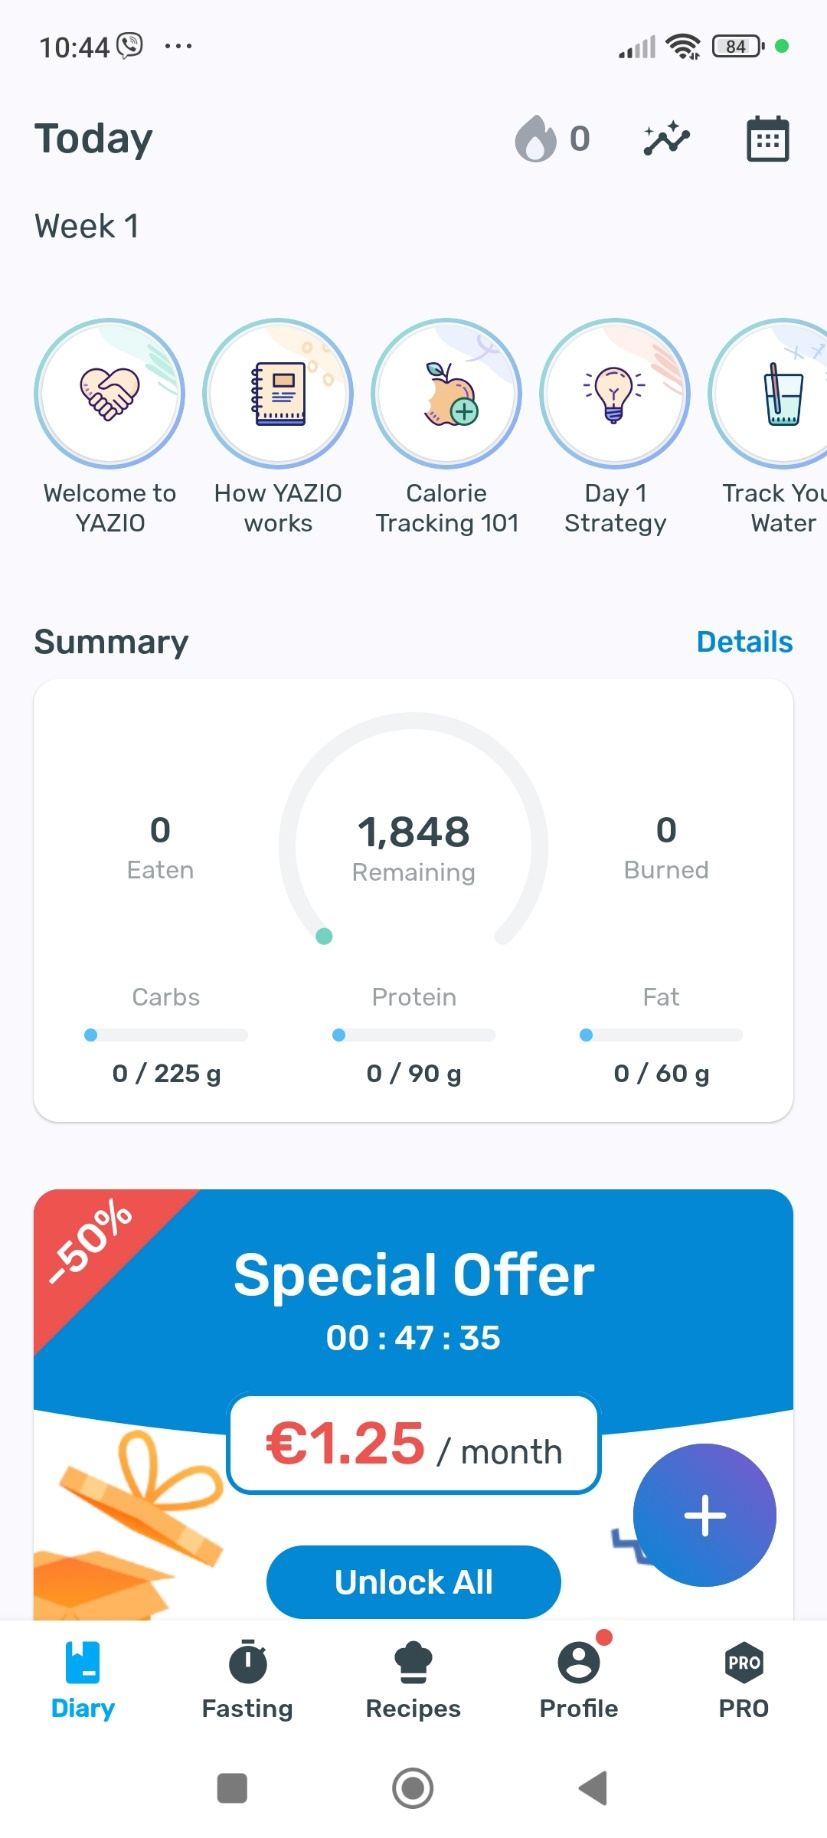 10:44
84
Today
0
Week 1
Welcome to
YAZIO
How YAZIO
works
Calorie
Tracking 101
Day 1
Strategy
Track You
Water
Summary
Details
0
Eaten
1,848
Remaining
0
Burned
Carbs
0 / 225 g
Protein
0 / 90 g
Fat
0 / 60 g
-50%
Special Offer
00 : 47 : 35
€1.25 / month
Unlock All
Diary
Fasting
Recipes
Profile
PRO
PRO